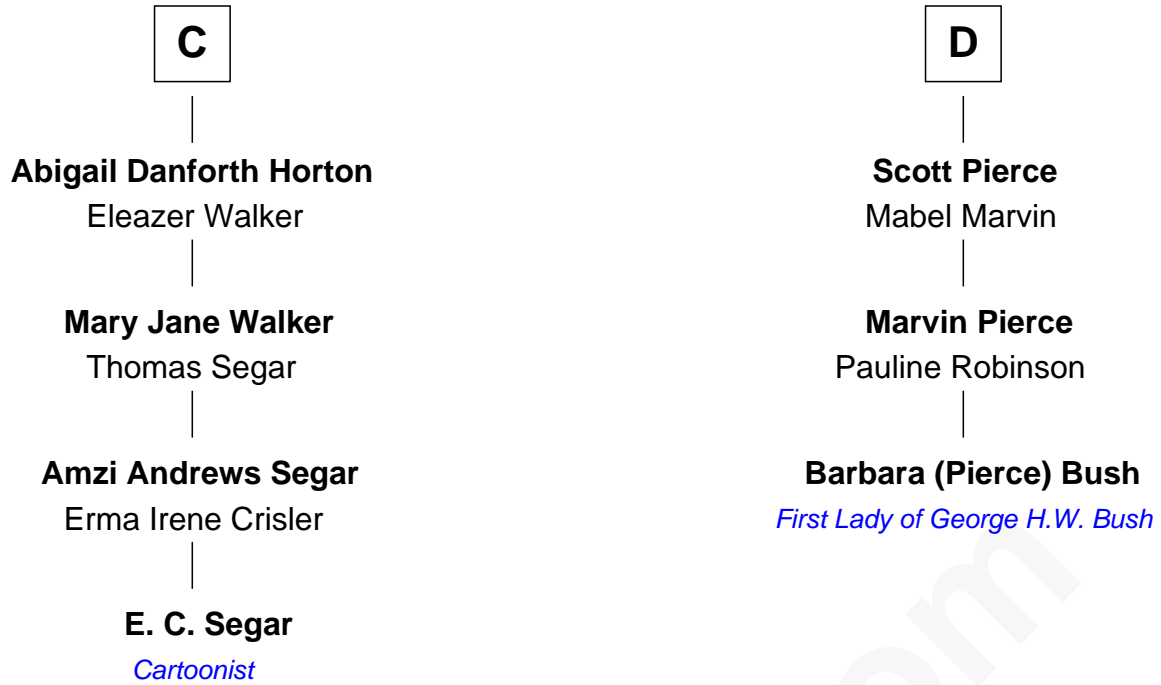 C
Abigail Danforth Horton
Eleazer Walker
Mary Jane Walker
Thomas Segar
Amzi Andrews Segar
Erma Irene Crisler
E. C. Segar
Cartoonist
D
Scott Pierce
Mabel Marvin
Marvin Pierce
Pauline Robinson
Barbara (Pierce) Bush
First Lady of George H.W. Bush
om